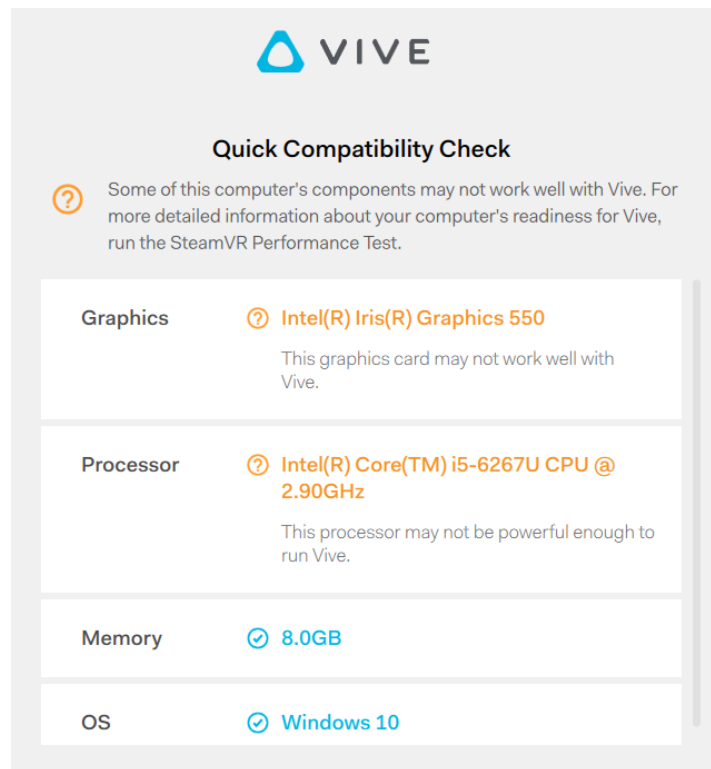 VIVE
Quick Compatibility Check
Some of this computer's components may not work well with Vive. For
more detailed information about your computer's readiness for Vive,
run the SteamVR Performance Test.
Graphics
Intel(R) Iris(R) Graphics 550
This graphics card may not work well with
Vive.
Processor
Intel(R) Core(TM) i5-6267U CPU @
2.90GHz
This processor may not be powerful enough to
run Vive.
Memory
8.0GB
OS
Windows 10